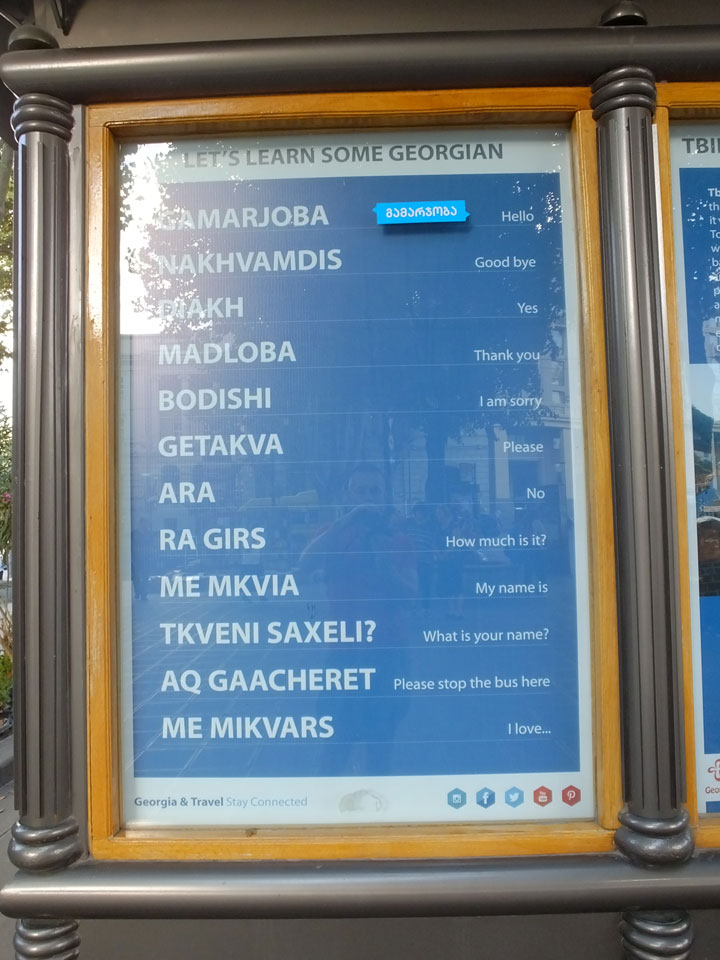 LET'S LEARN SOME GEORGIAN
GAMARJOBA გამარჯობა Hello
NAKHVAMDIS Good bye
DIAKH Yes
MADLOBA Thank you
BODISHI I am sorry
GETAKVA Please
ARA No
RA GIRS How much is it?
ME MKVIA My name is
TKVENI SAXELI? What is your name?
AQ GAACHERET Please stop the bus here
ME MIKVARS I love...
Georgia & Travel Stay Connected